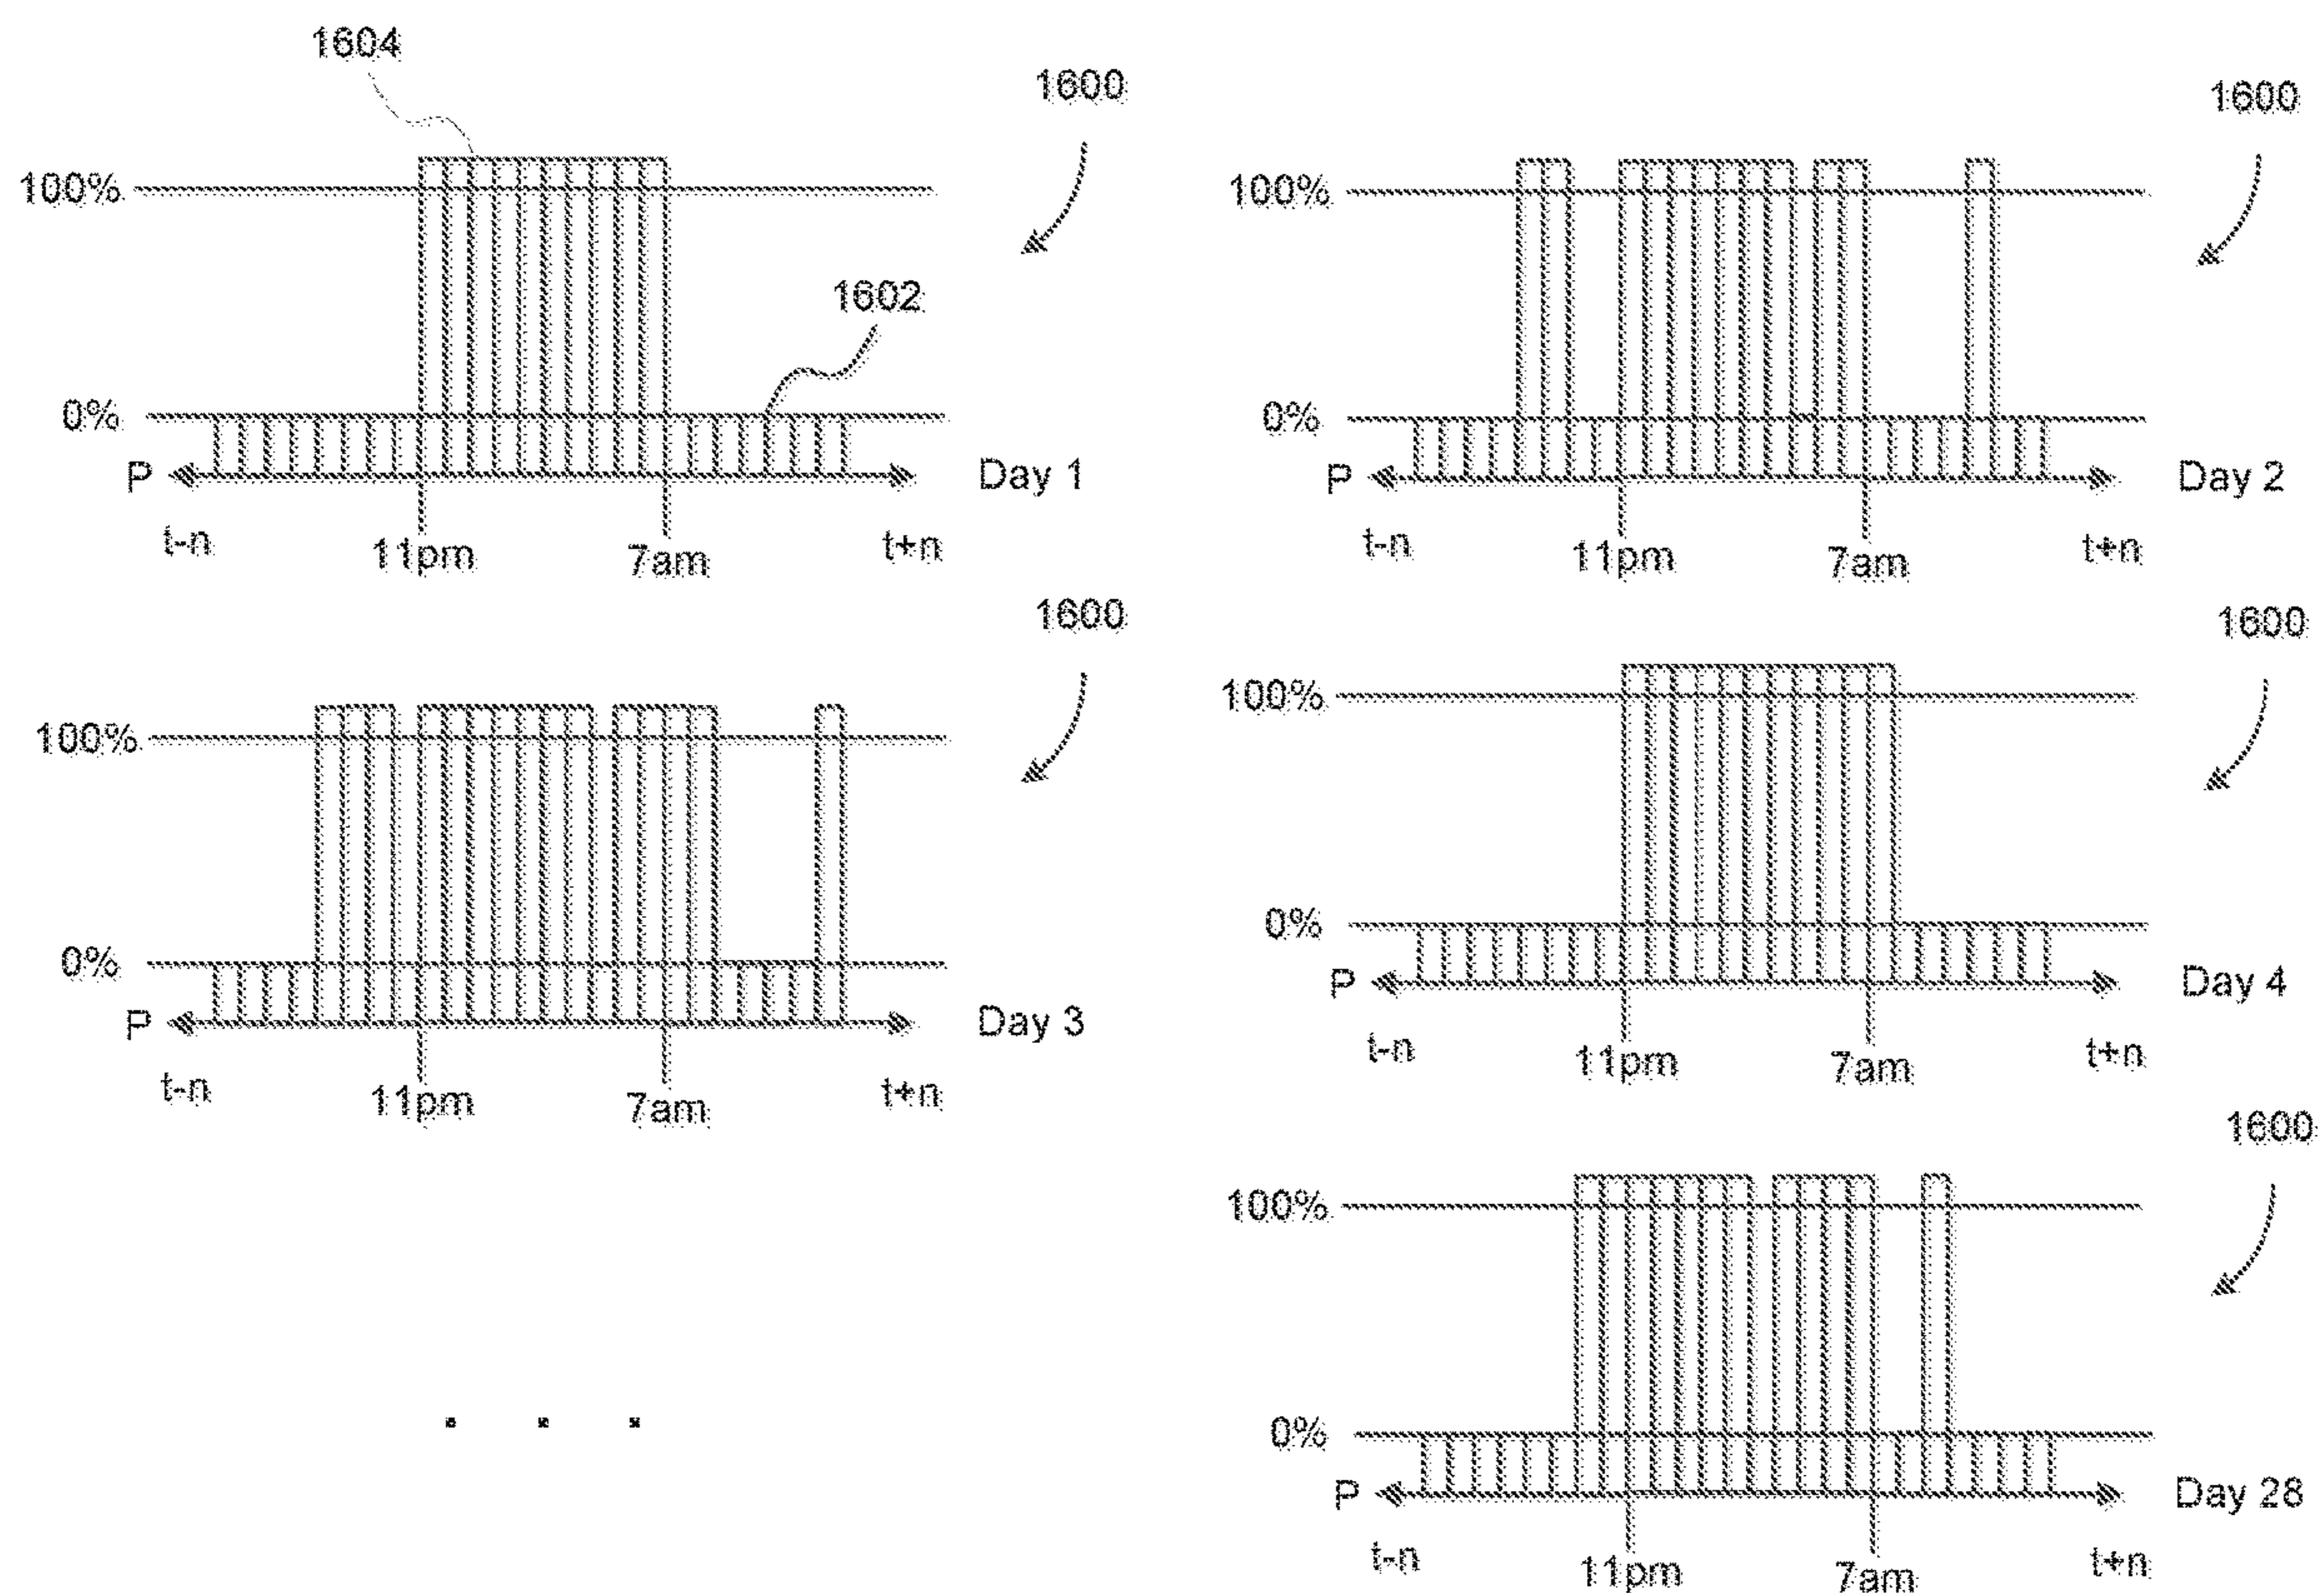 1604
1600
100%
1602
0%
P
Day 1
t-n
11pm
7am
t+n
1600
100%
0%
P
Day 2
t-n
11pm
7am
t+n
1600
100%
0%
P
Day 3
t-n
11pm
7am
t+n
1600
100%
0%
P
Day 4
t-n
11pm
7am
t+n
. . .
1600
100%
0%
P
Day 28
t-n
11pm
7am
t+n